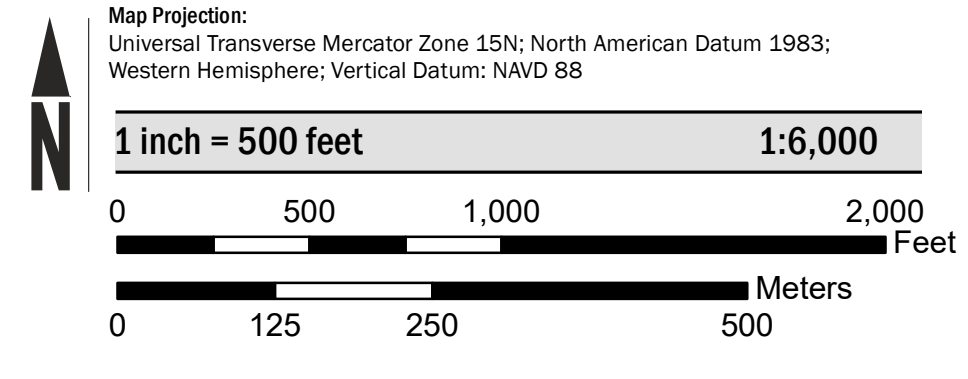 N
Map Projection:
Universal Transverse Mercator Zone 15N; North American Datum 1983;
Western Hemisphere; Vertical Datum: NAVD 88
1 inch = 500 feet 1:6,000
0 500 1,000 2,000
Feet
Meters
0 125 250 500